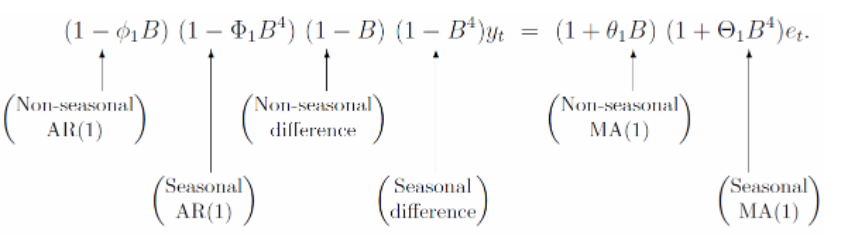 (1 − ϕ₁B) (1 − Φ₁B⁴) (1 − B) (1 − B⁴)yₜ = (1 + θ₁B) (1 + Θ₁B⁴)eₜ.
(Non-seasonal
AR(1))
(Non-seasonal
difference)
(Non-seasonal
MA(1))
(Seasonal
AR(1))
(Seasonal
difference)
(Seasonal
MA(1))